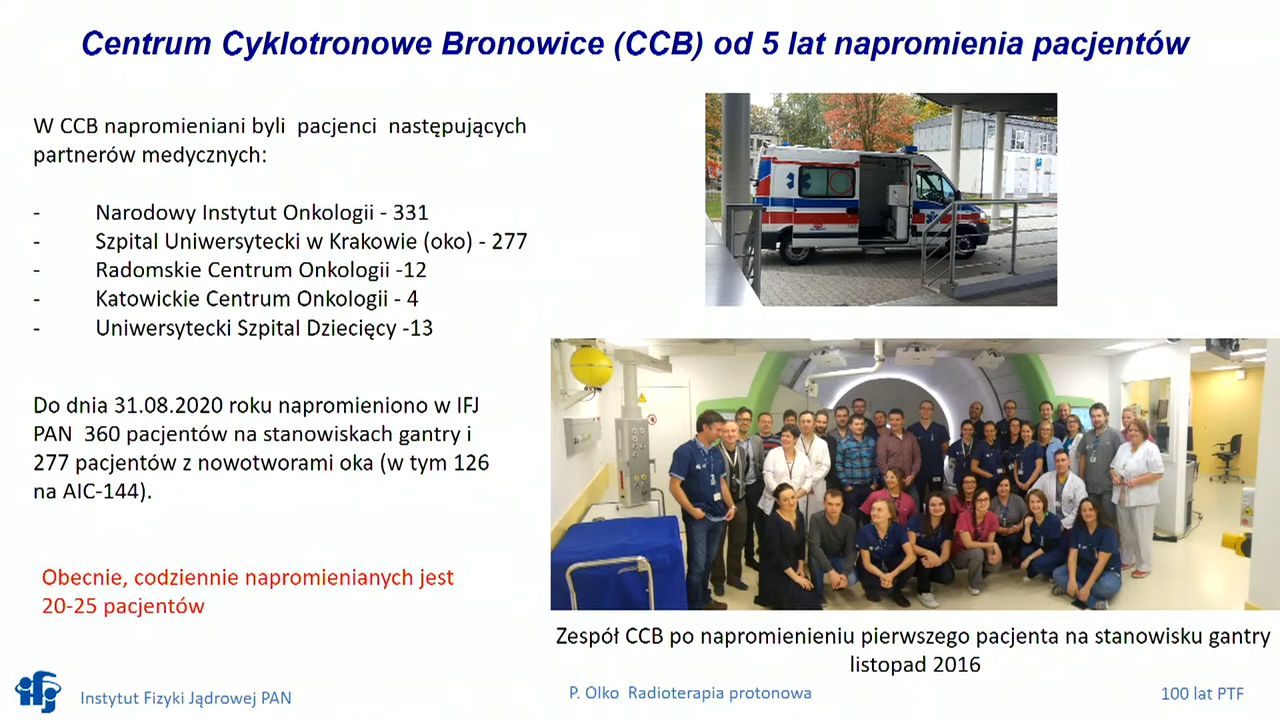 Centrum Cyklotronowe Bronowice (CCB) od 5 lat napromienia pacjentów
W CCB napromieniani byli pacjenci następujących
partnerów medycznych:
- Narodowy Instytut Onkologii - 331
- Szpital Uniwersytecki w Krakowie (oko) - 277
- Radomskie Centrum Onkologii -12
- Katowickie Centrum Onkologii - 4
- Uniwersytecki Szpital Dziecięcy -13
Do dnia 31.08.2020 roku napromieniono w IFJ
PAN 360 pacjentów na stanowiskach gantry i
277 pacjentów z nowotworami oka (w tym 126
na AIC-144).
Obecnie, codziennie napromienianych jest
20-25 pacjentów
Zespół CCB po napromienieniu pierwszego pacjenta na stanowisku gantry
listopad 2016
ifj
Instytut Fizyki Jądrowej PAN
P. Olko Radioterapia protonowa
100 lat PTF